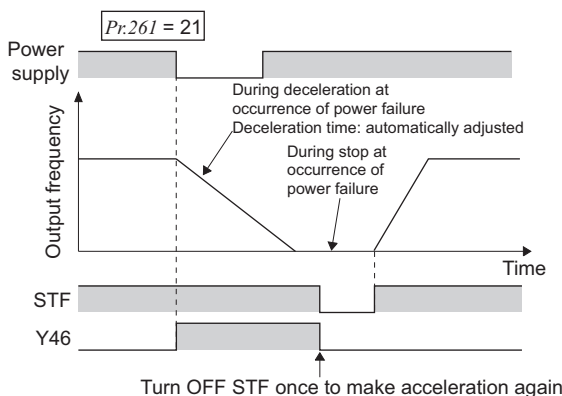 Pr.261 = 21
Power
supply
During deceleration at
occurrence of power failure
Deceleration time: automatically adjusted
During stop at
occurrence of
power failure
Output frequency
Time
STF
Y46
Turn OFF STF once to make acceleration again